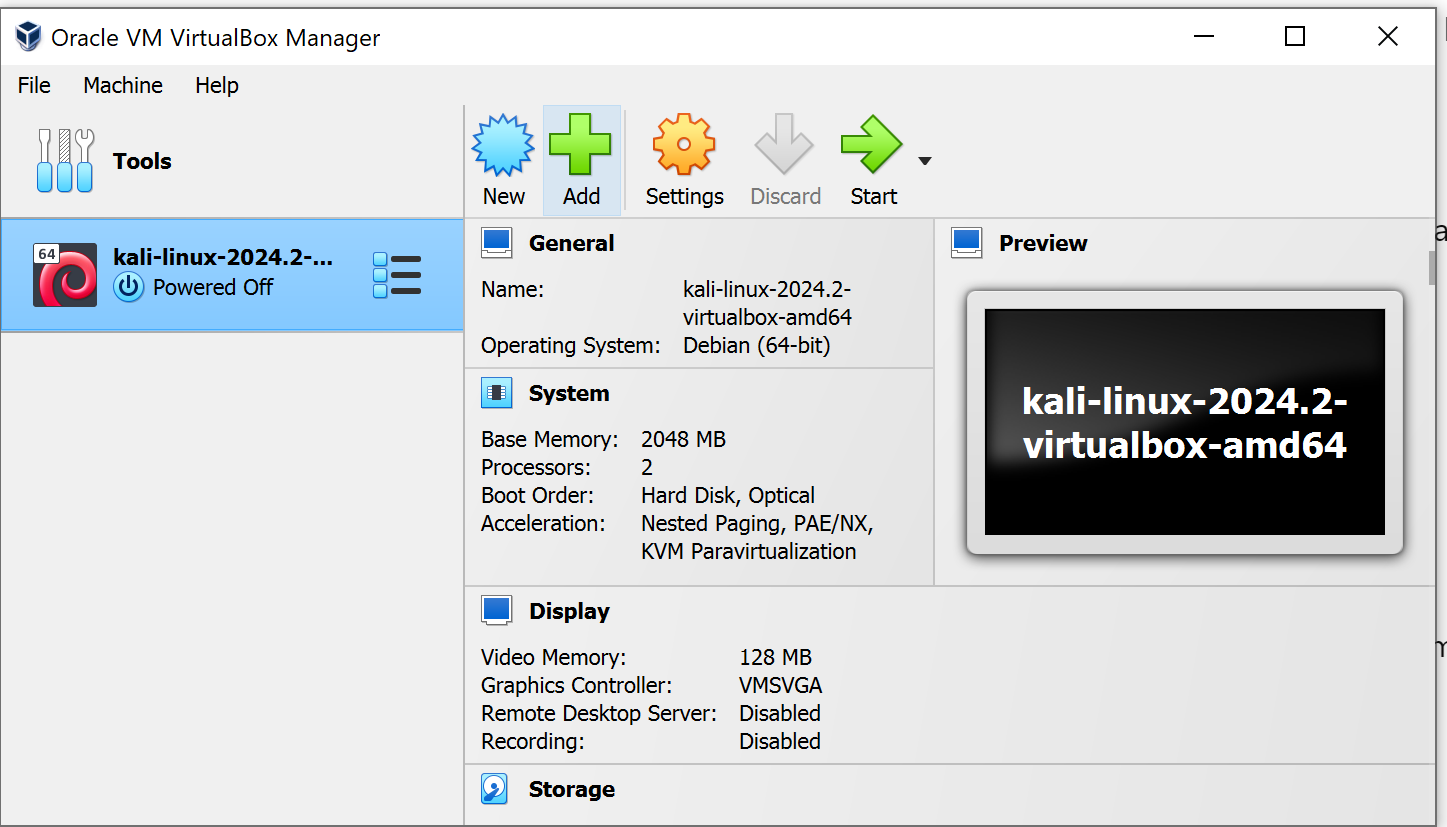 Oracle VM VirtualBox Manager
File Machine Help
Tools
New Add Settings Discard Start
64
kali-linux-2024.2-...
Powered Off
General
Name: kali-linux-2024.2-
virtualbox-amd64
Operating System: Debian (64-bit)
System
Base Memory: 2048 MB
Processors: 2
Boot Order: Hard Disk, Optical
Acceleration: Nested Paging, PAE/NX,
KVM Paravirtualization
Preview
kali-linux-2024.2-
virtualbox-amd64
Display
Video Memory: 128 MB
Graphics Controller: VMSVGA
Remote Desktop Server: Disabled
Recording: Disabled
Storage